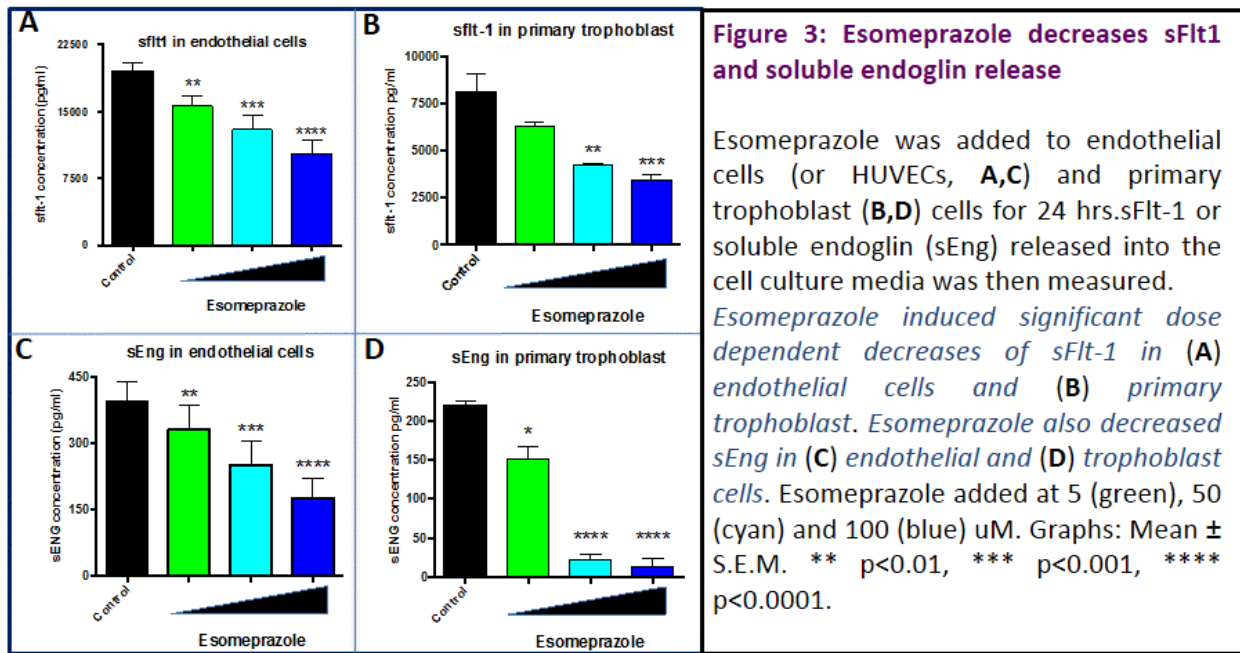 A
sflt1 in endothelial cells
sflt-1 concentration (pg/ml)
22500
15000
7500
0
**
***
****
Control
Esomeprazole
B
sflt-1 in primary trophoblast
sflt-1 concentration pg/ml
10000
7500
5000
2500
0
**
***
Control
Esomeprazole
C
sEng in endothelial cells
sENG concentration (pg/ml)
450
300
150
0
**
***
****
Control
Esomeprazole
D
sEng in primary trophoblast
sENG concentration pg/ml
250
200
150
100
50
0
*
****
****
Control
Esomeprazole
Figure 3: Esomeprazole decreases sFlt1
and soluble endoglin release
Esomeprazole was added to endothelial
cells (or HUVECs, A,C) and primary
trophoblast (B,D) cells for 24 hrs.sFlt-1 or
soluble endoglin (sEng) released into the
cell culture media was then measured.
Esomeprazole induced significant dose
dependent decreases of sFlt-1 in (A)
endothelial cells and (B) primary
trophoblast. Esomeprazole also decreased
sEng in (C) endothelial and (D) trophoblast
cells. Esomeprazole added at 5 (green), 50
(cyan) and 100 (blue) uM. Graphs: Mean ±
S.E.M. ** p<0.01, *** p<0.001, ****
p<0.0001.